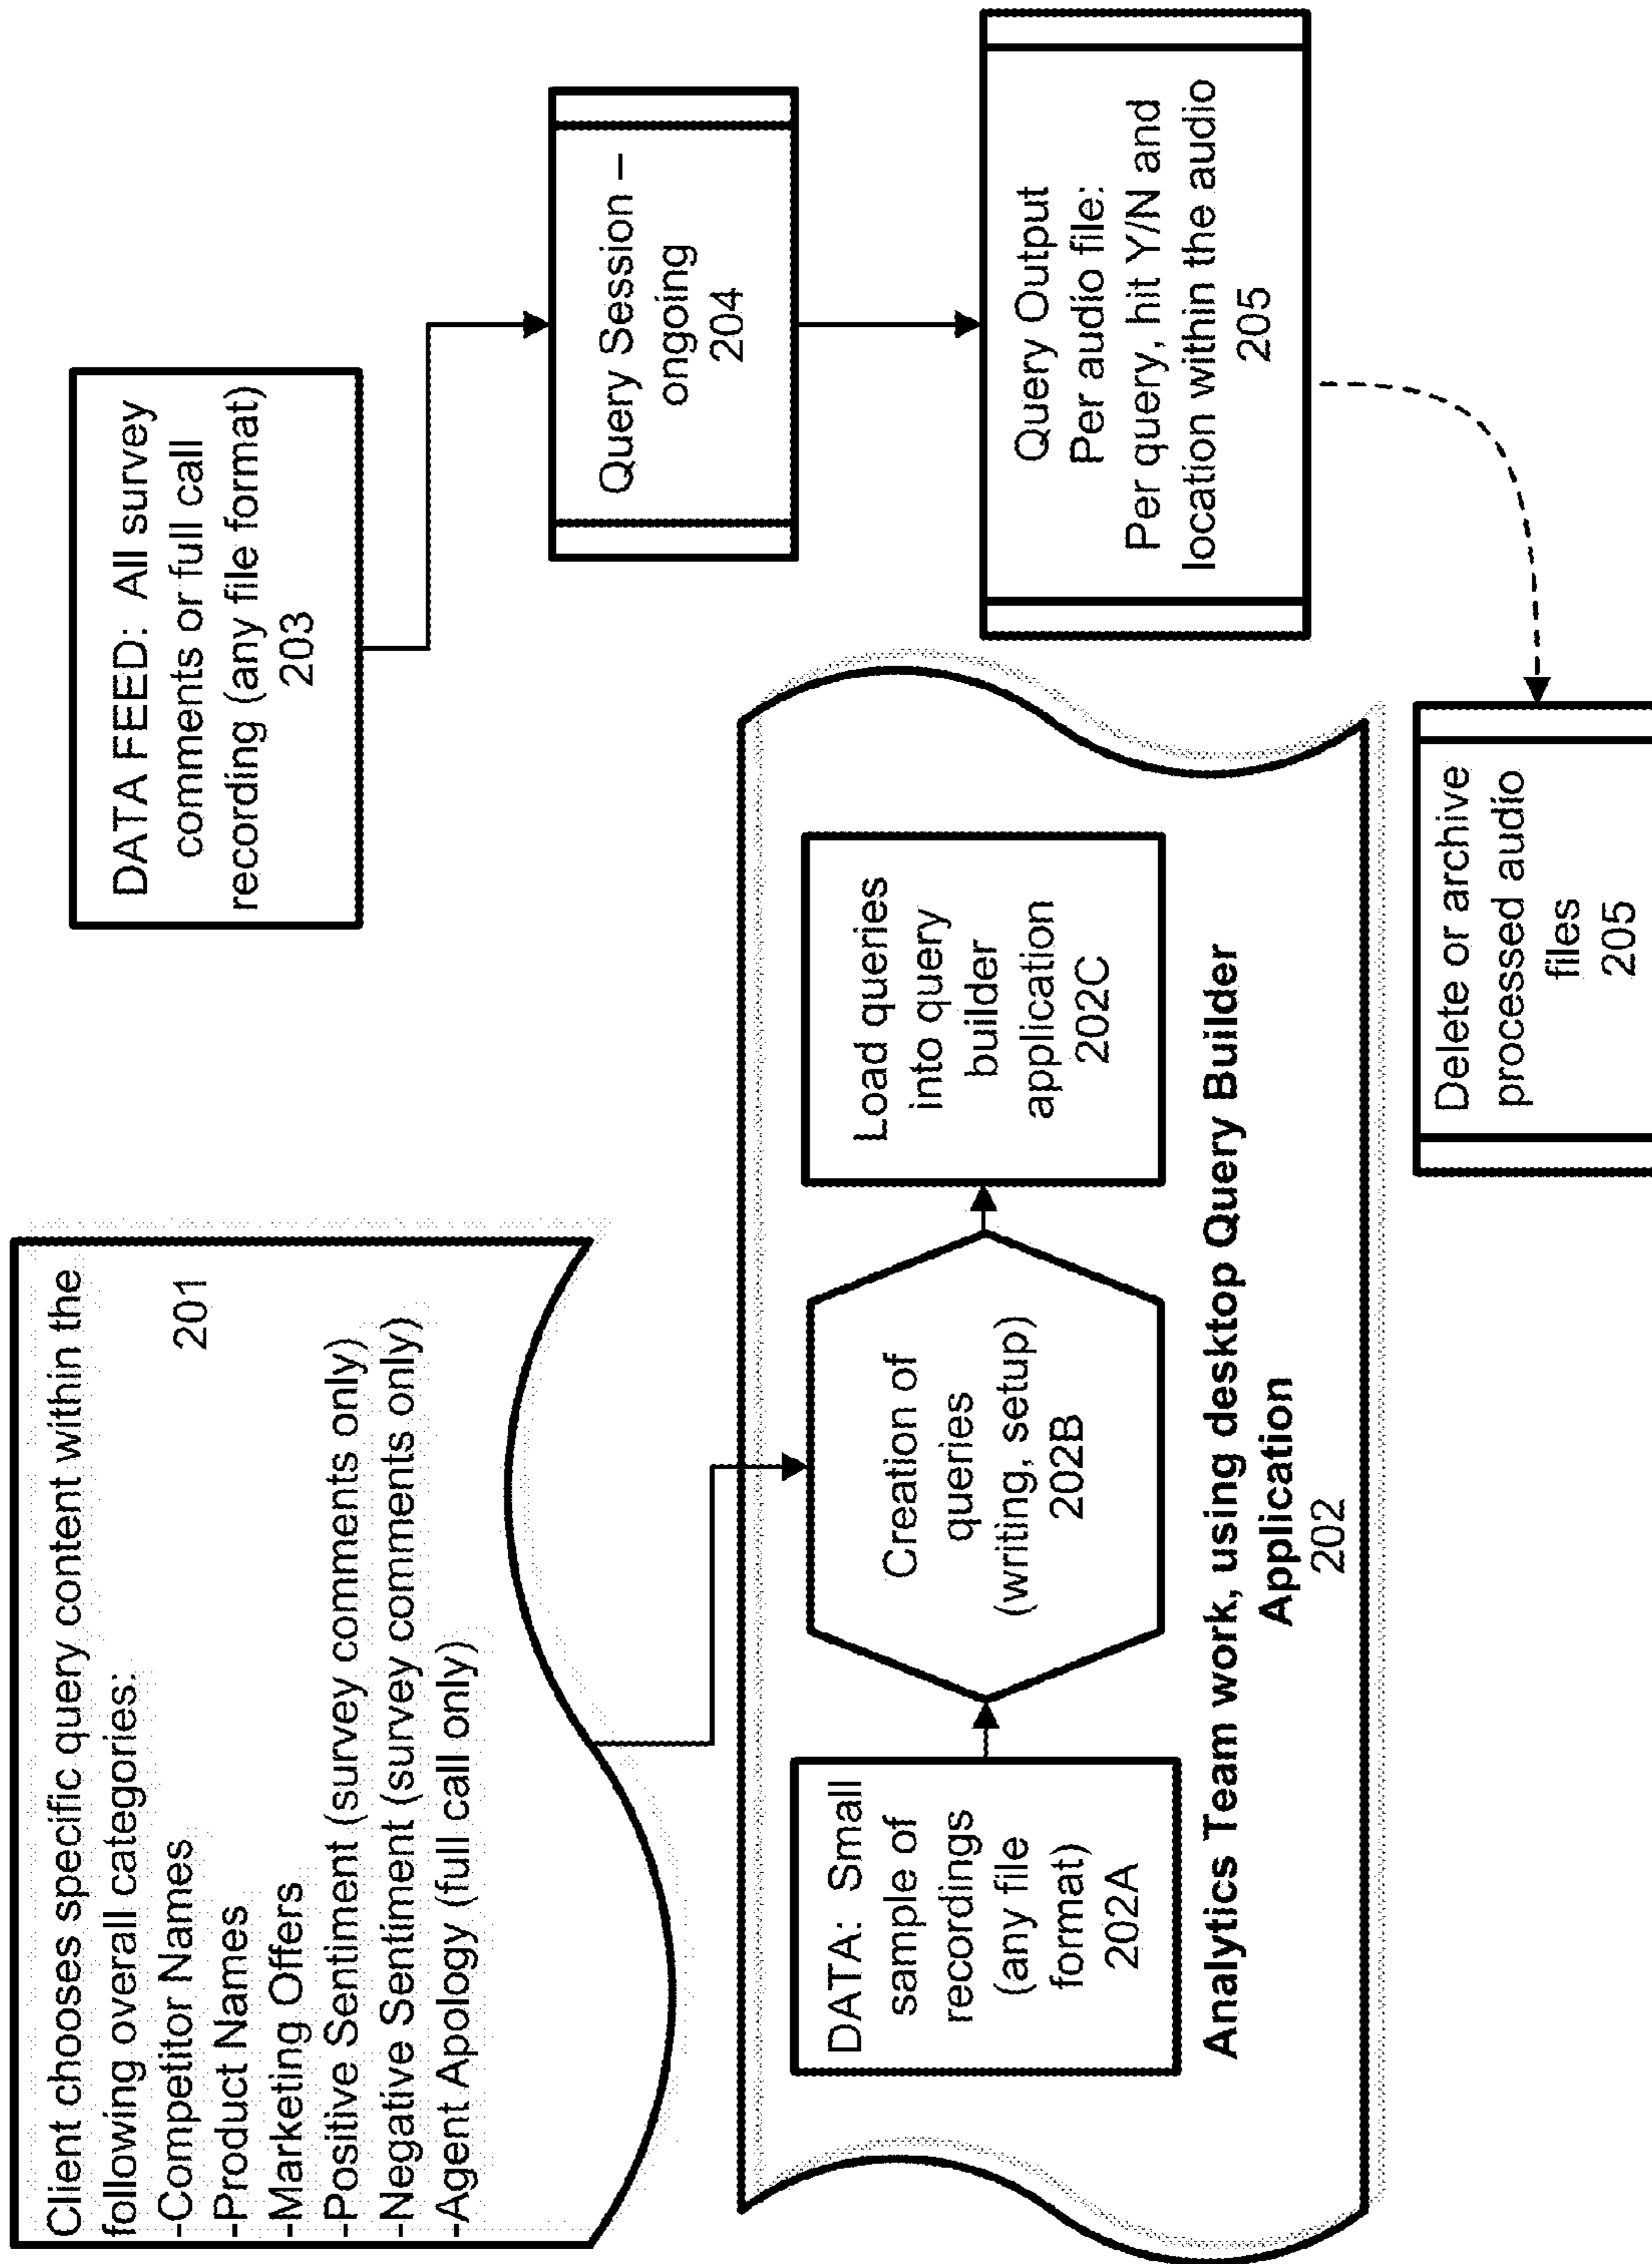 Client chooses specific query content within the
following overall categories:
-Competitor Names
201
-Product Names
-Marketing Offers
-Positive Sentiment (survey comments only)
-Negative Sentiment (survey comments only)
-Agent Apology (full call only)
DATA FEED: All survey
comments or full call
recording (any file format)
203
Query Session –
ongoing
204
DATA: Small
sample of
recordings
(any file
format)
202A
Creation of
queries
(writing, setup)
202B
Load queries
into query
builder
application
202C
Analytics Team work, using desktop Query Builder
Application
202
Query Output
Per audio file:
Per query, hit Y/N and
location within the audio
205
Delete or archive
processed audio
files
205